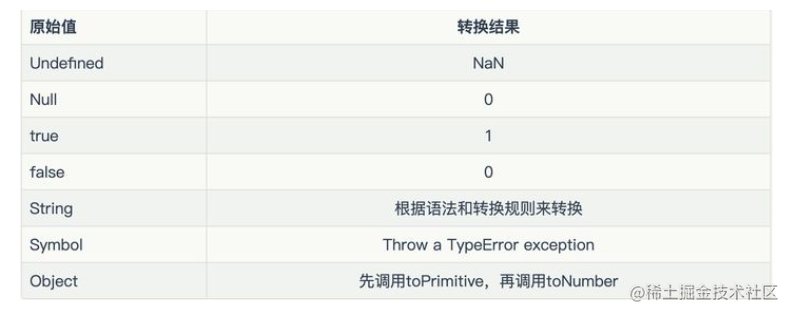 原始值 转换结果
Undefined NaN
Null 0
true 1
false 0
String 根据语法和转换规则来转换
Symbol Throw a TypeError exception
Object 先调用toPrimitive，再调用toNumber
@稀土掘金技术社区